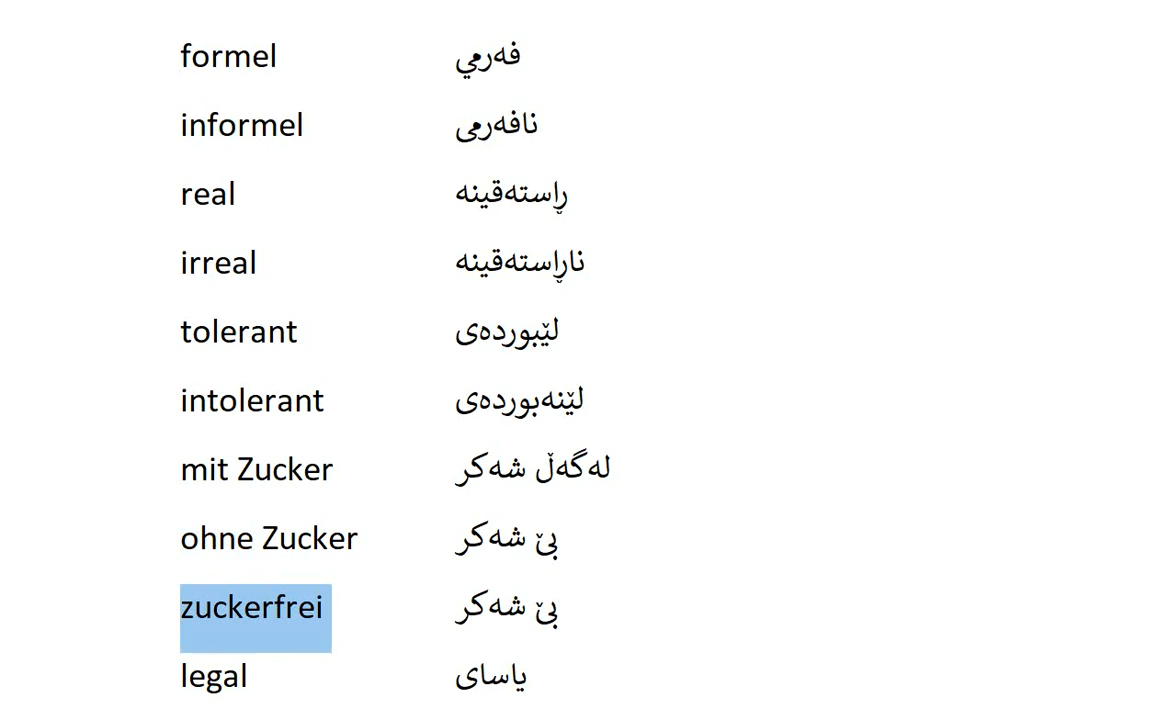 formel فەرمي
informel نافەرمی
real ڕاستەقینە
irreal ناڕاستەقینە
tolerant لێبوردەی
intolerant لێنەبوردەی
mit Zucker لەگەڵ شەکر
ohne Zucker بێ شەکر
zuckerfrei بێ شەکر
legal یاسای